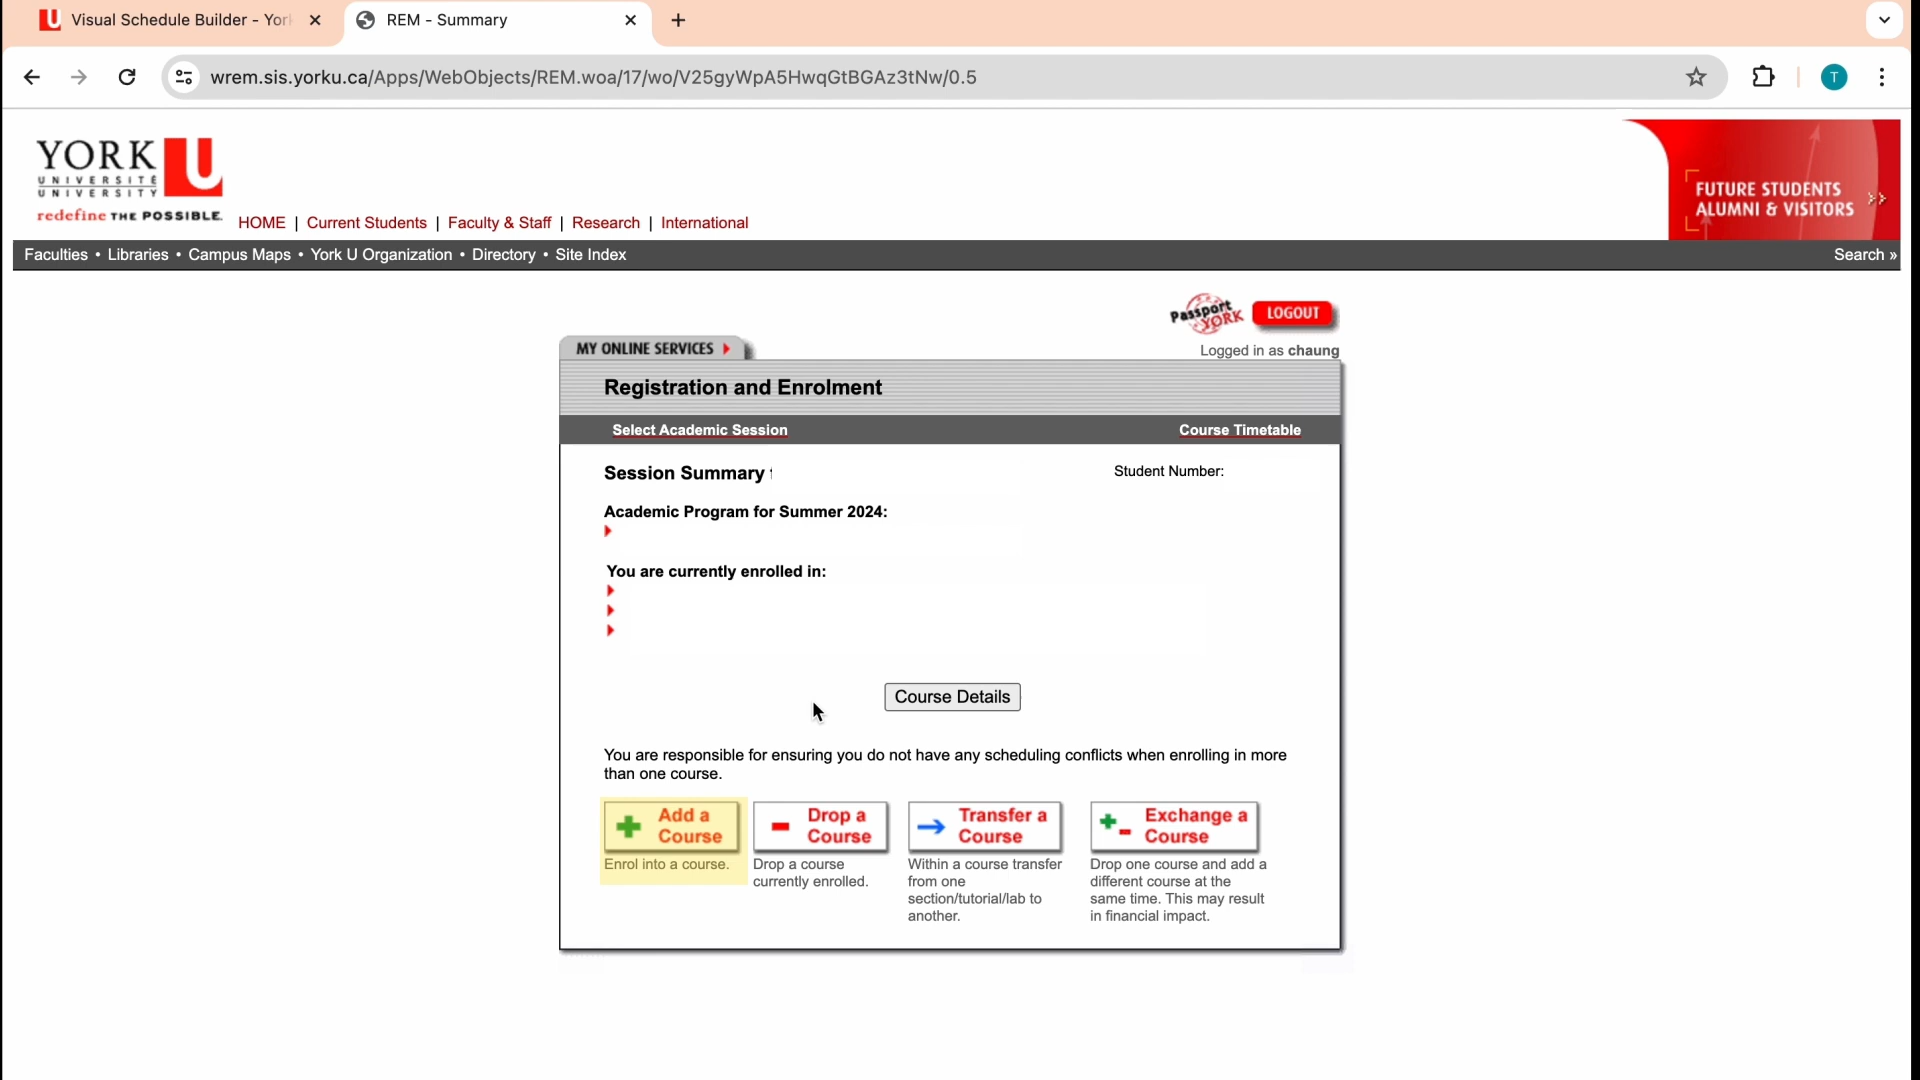 Visual Schedule Builder - York
REM - Summary
wrem.sis.yorku.ca/Apps/WebObjects/REM.woa/17/wo/V25gyWpA5HwqGtBGAz3tNw/0.5
T
YORK U
UNIVERSITÉ
UNIVERSITY
redefine THE POSSIBLE.
HOME | Current Students | Faculty & Staff | Research | International
FUTURE STUDENTS
ALUMNI & VISITORS
Faculties • Libraries • Campus Maps • York U Organization • Directory • Site Index
Search »
Passport YORK
LOGOUT
Logged in as chaung
MY ONLINE SERVICES
Registration and Enrolment
Select Academic Session
Course Timetable
Session Summary
Student Number:
Academic Program for Summer 2024:
You are currently enrolled in:
Course Details
You are responsible for ensuring you do not have any scheduling conflicts when enrolling in more
than one course.
Add a
Course
Enrol into a course.
Drop a
Course
Drop a course
currently enrolled.
Transfer a
Course
Within a course transfer
from one
section/tutorial/lab to
another.
Exchange a
Course
Drop one course and add a
different course at the
same time. This may result
in financial impact.